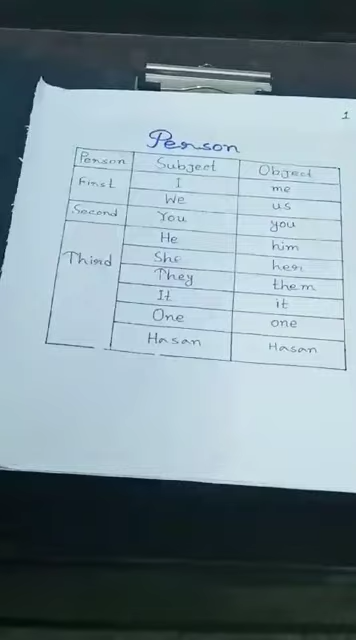 1
Person
Person Subject Object
First I me
We us
Second You you
Third He him
She her
They them
It it
One one
Hasan Hasan